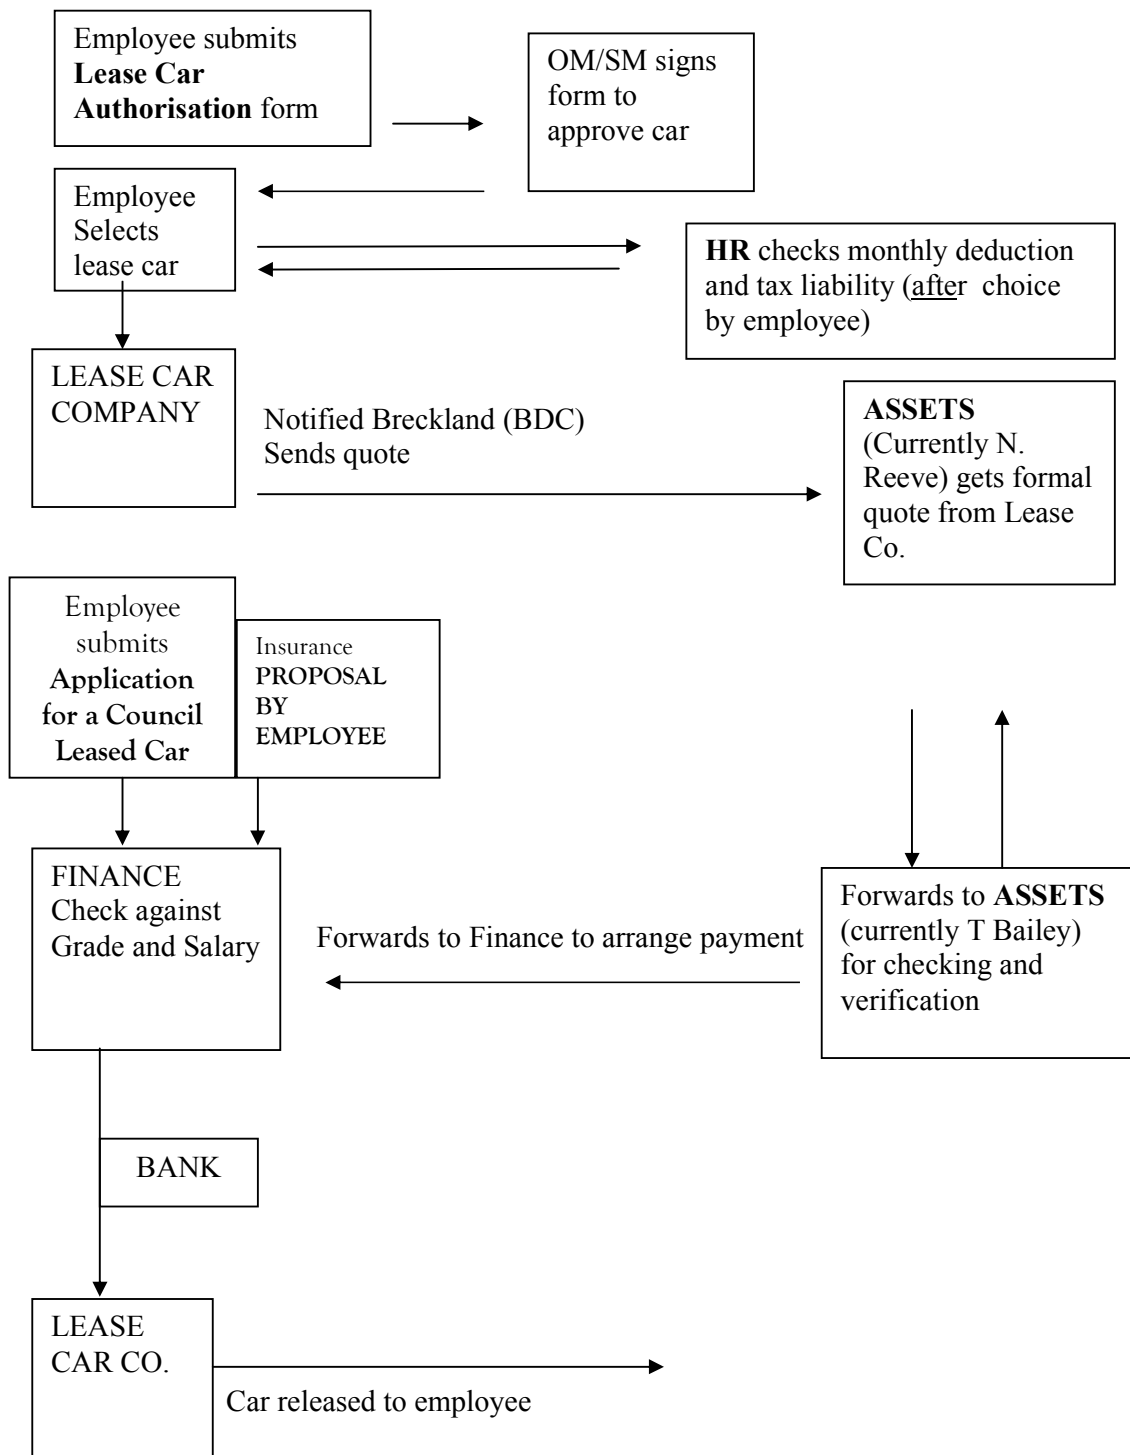 Employee submits
Lease Car
Authorisation form
OM/SM signs
form to
approve car
Employee
Selects
lease car
HR checks monthly deduction
and tax liability (after choice
by employee)
LEASE CAR
COMPANY
Notified Breckland (BDC)
Sends quote
ASSETS
(Currently N.
Reeve) gets formal
quote from Lease
Co.
Employee
submits
Application
for a Council
Leased Car
Insurance
PROPOSAL
BY
EMPLOYEE
FINANCE
Check against
Grade and Salary
Forwards to Finance to arrange payment
Forwards to ASSETS
(currently T Bailey)
for checking and
verification
BANK
LEASE
CAR CO.
Car released to employee